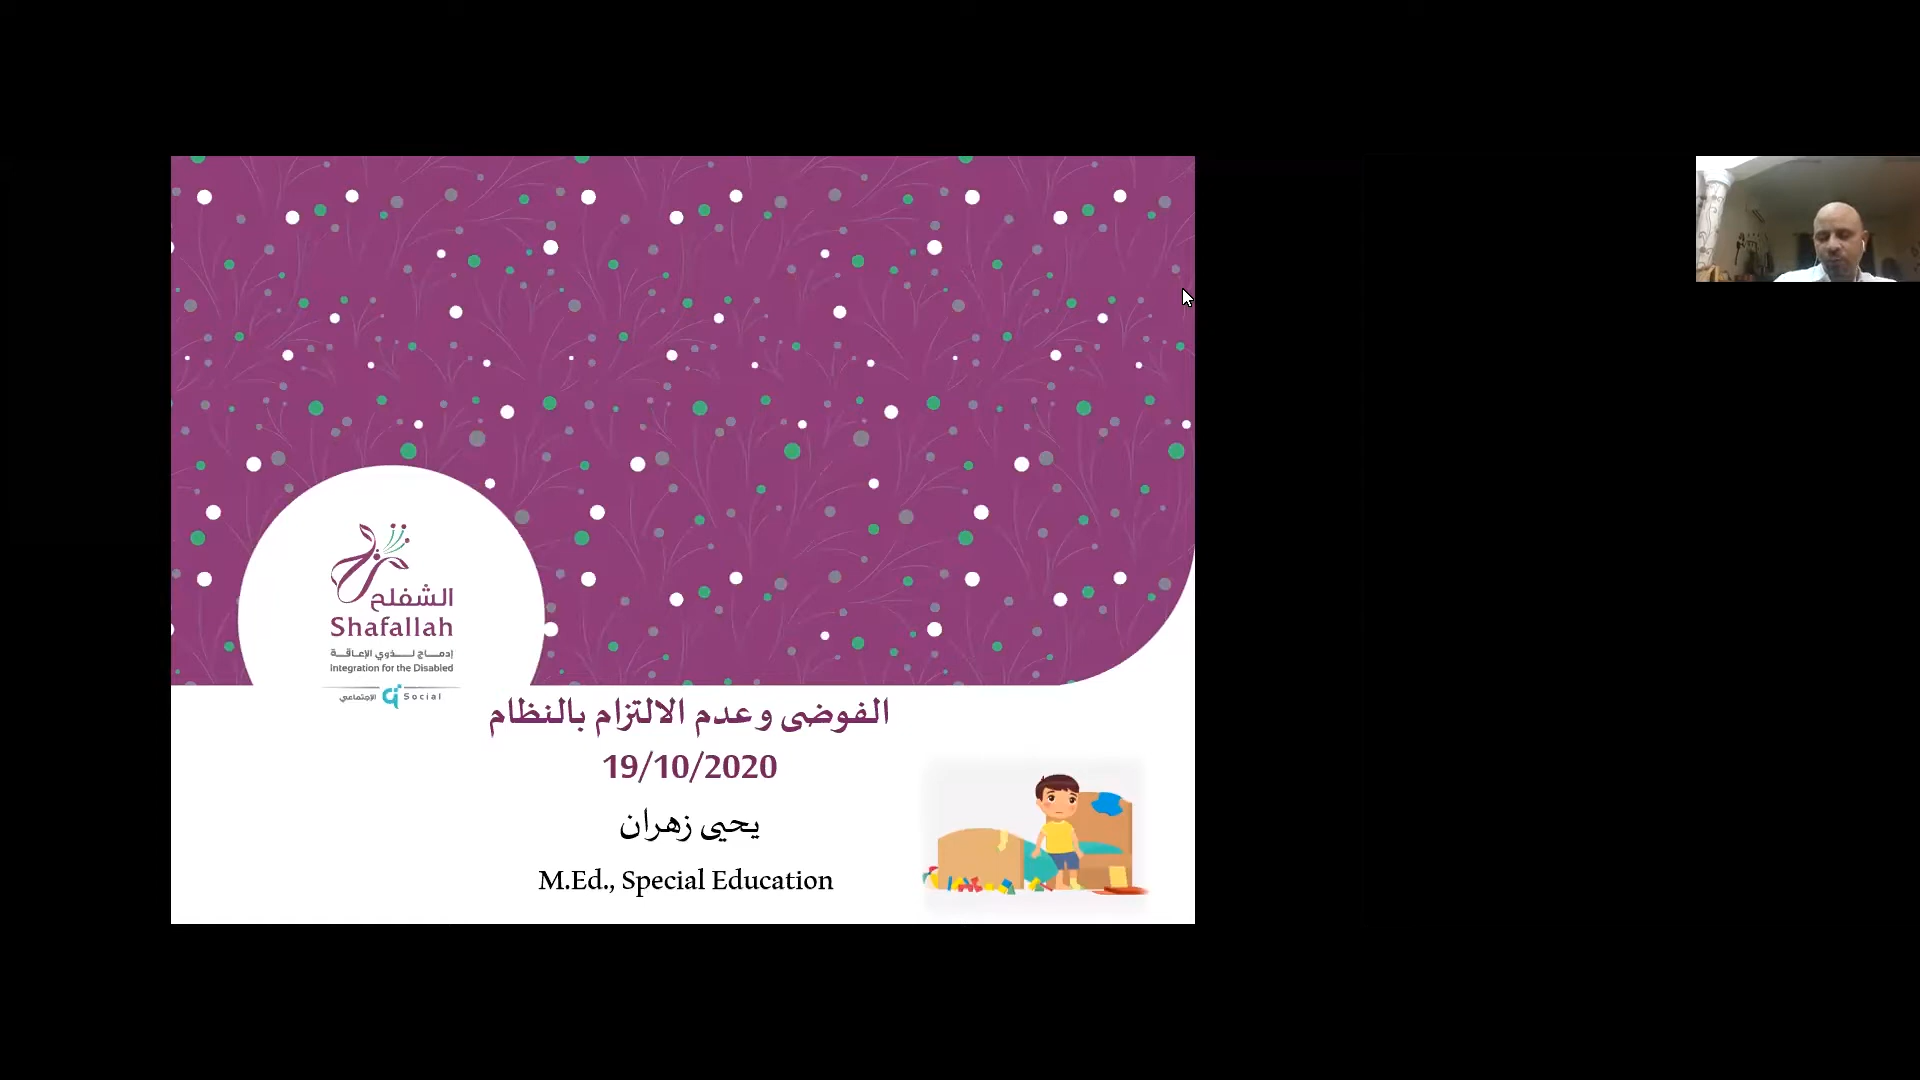 الشفلح
Shafallah
إدماج لذوي الإعاقة
Integration for the Disabled
الإجتماعي Social
الفوضى وعدم الالتزام بالنظام
19/10/2020
يحيى زهران
M.Ed., Special Education